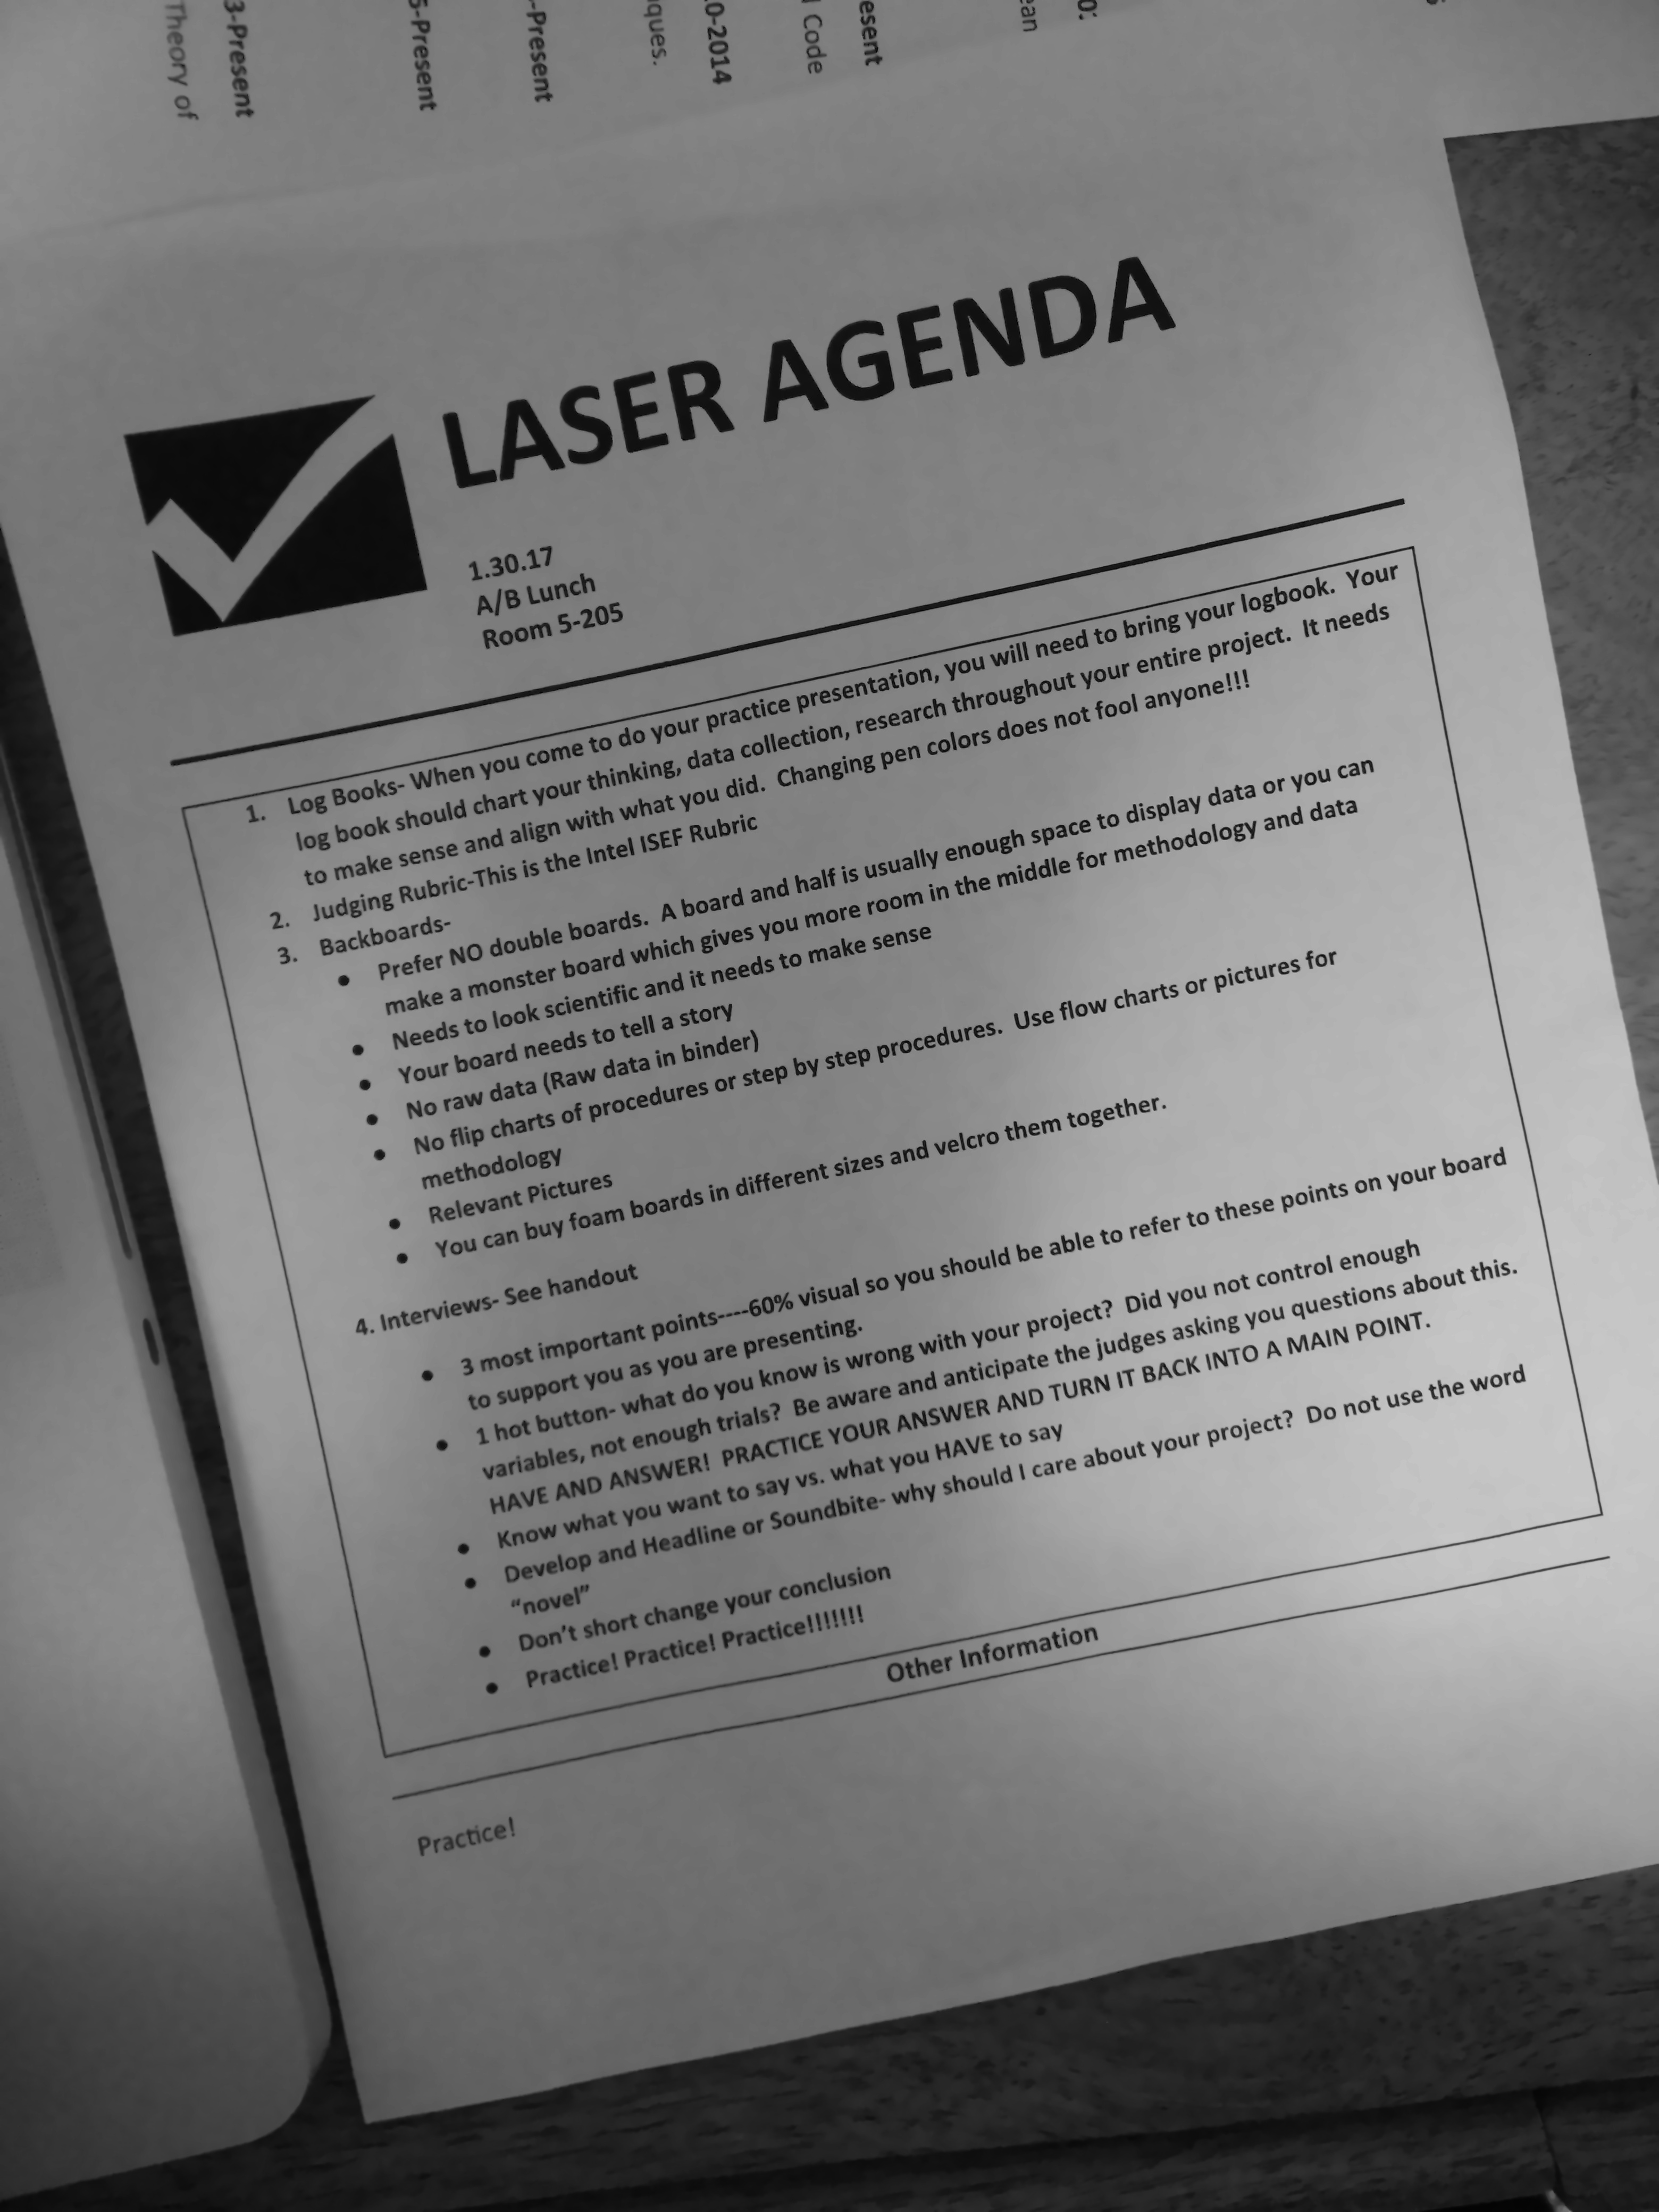 Theory of
3-Present
5-Present
-Present
iques.
10-2014
Code
esent
ean
0:
LASER AGENDA
1.30.17
A/B Lunch
Room 5-205
1. Log Books- When you come to do your practice presentation, you will need to bring your logbook. Your
log book should chart your thinking, data collection, research throughout your entire project. It needs
to make sense and align with what you did. Changing pen colors does not fool anyone!!!
2. Judging Rubric-This is the Intel ISEF Rubric
3. Backboards-
• Prefer NO double boards. A board and half is usually enough space to display data or you can
make a monster board which gives you more room in the middle for methodology and data
• Needs to look scientific and it needs to make sense
• Your board needs to tell a story
• No raw data (Raw data in binder)
• No flip charts of procedures or step by step procedures. Use flow charts or pictures for
methodology
• Relevant Pictures
• You can buy foam boards in different sizes and velcro them together.
4. Interviews- See handout
• 3 most important points----60% visual so you should be able to refer to these points on your board
to support you as you are presenting.
• 1 hot button- what do you know is wrong with your project? Did you not control enough
variables, not enough trials? Be aware and anticipate the judges asking you questions about this.
HAVE AND ANSWER! PRACTICE YOUR ANSWER AND TURN IT BACK INTO A MAIN POINT.
• Know what you want to say vs. what you HAVE to say
• Develop and Headline or Soundbite- why should I care about your project? Do not use the word
“novel”
• Don’t short change your conclusion
• Practice! Practice! Practice!!!!!!!
Other Information
Practice!